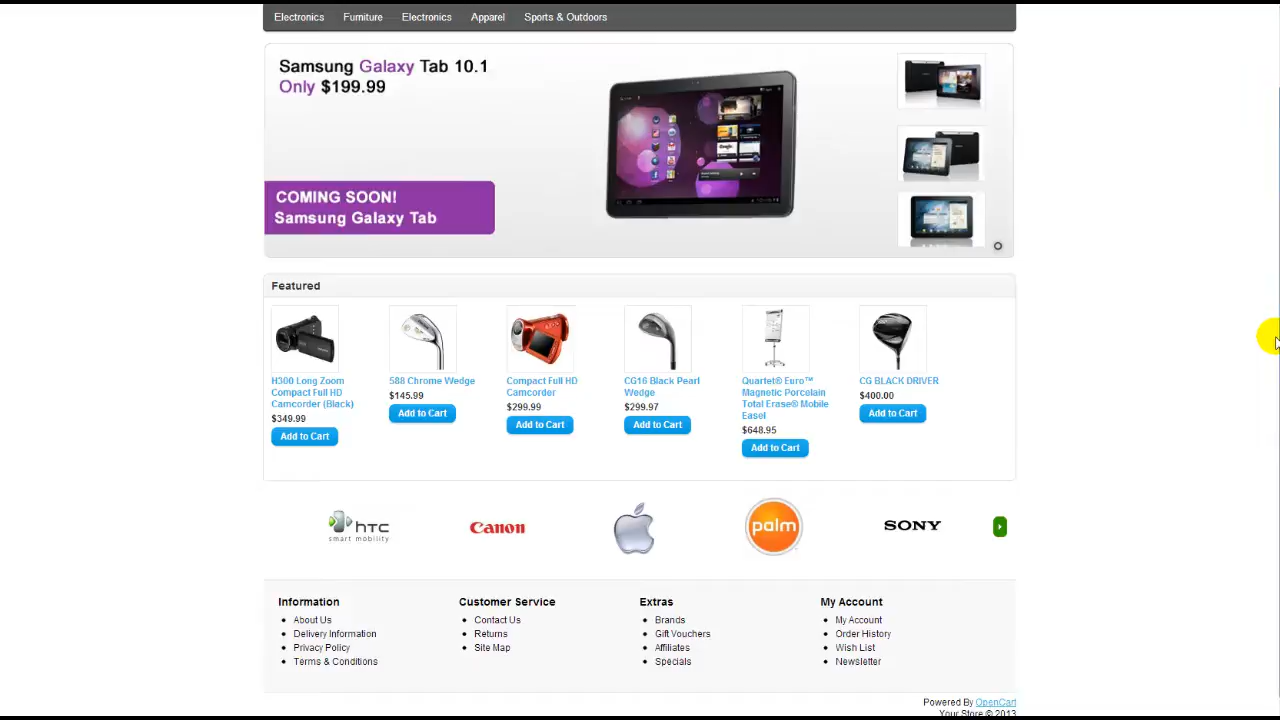 Electronics Furniture Electronics Apparel Sports & Outdoors
Samsung Galaxy Tab 10.1
Only $199.99
COMING SOON!
Samsung Galaxy Tab
Featured
H300 Long Zoom
Compact Full HD
Camcorder (Black)
$349.99
Add to Cart
588 Chrome Wedge
$145.99
Add to Cart
Compact Full HD
Camcorder
$299.99
Add to Cart
CG16 Black Pearl
Wedge
$299.97
Add to Cart
Quartet® Euro™
Magnetic Porcelain
Total Erase® Mobile
Easel
$648.95
Add to Cart
CG BLACK DRIVER
$400.00
Add to Cart
hTC
smart mobility
Canon
palm
SONY
Information
About Us
Delivery Information
Privacy Policy
Terms & Conditions
Customer Service
Contact Us
Returns
Site Map
Extras
Brands
Gift Vouchers
Affiliates
Specials
My Account
My Account
Order History
Wish List
Newsletter
Powered By OpenCart
Your Store © 2013